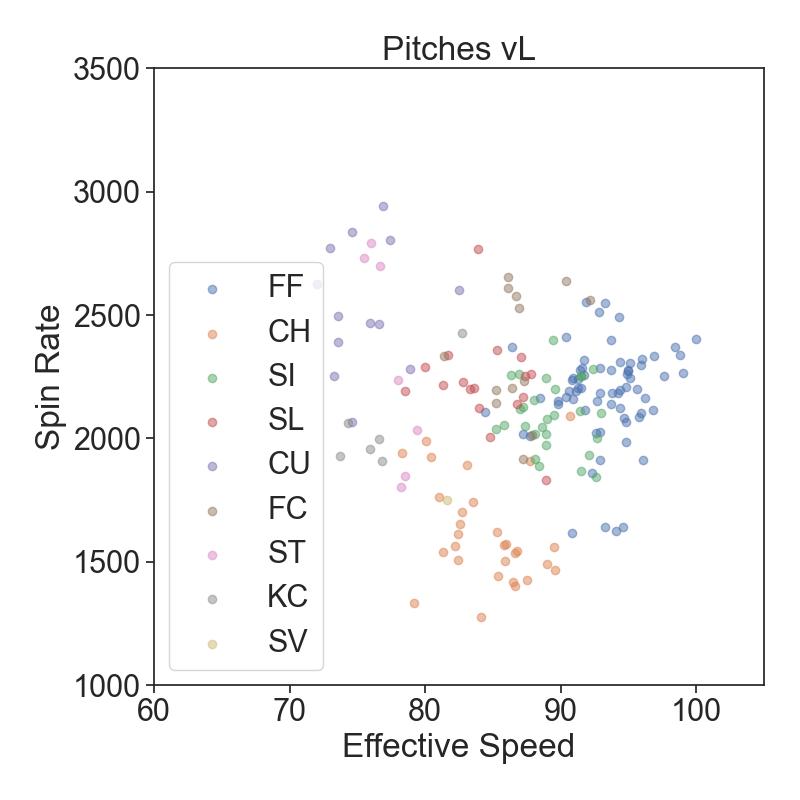 Pitches vL
3500
3000
2500
2000
1500
1000
Spin Rate
FF
CH
SI
SL
CU
FC
ST
KC
SV
60 70 80 90 100
Effective Speed